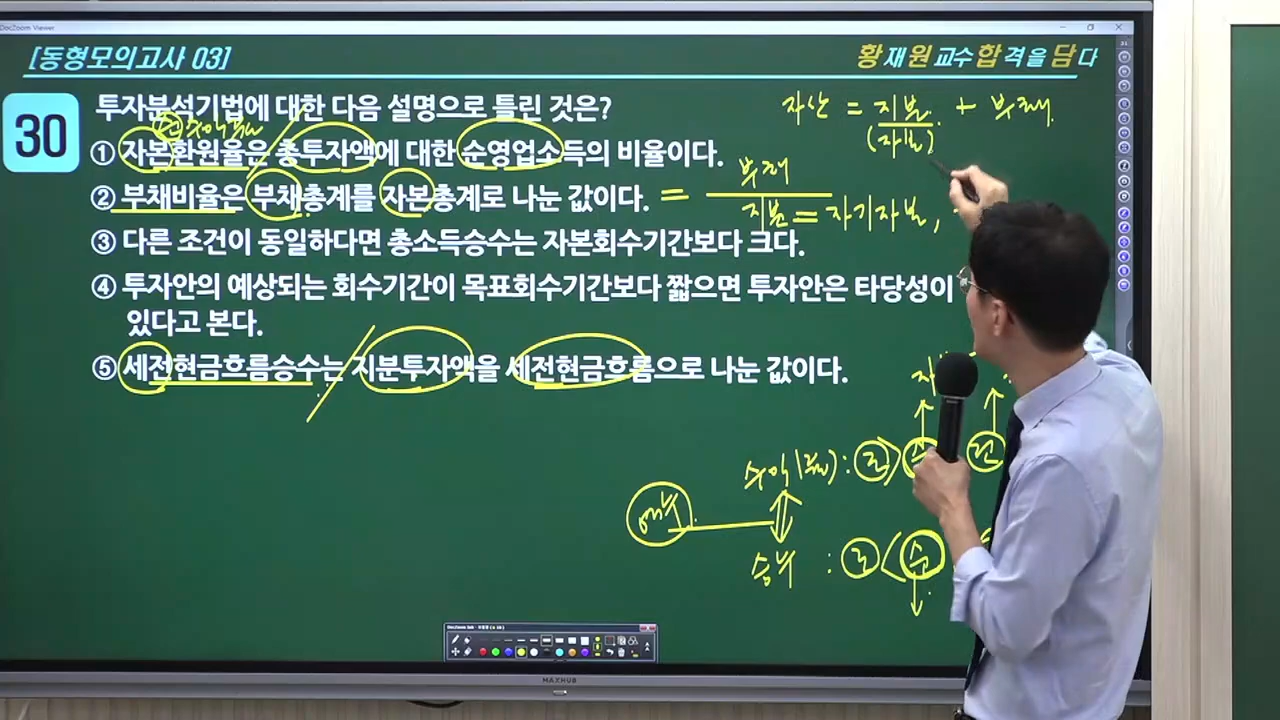 DocZoom Viewer
[동형모의고사 03]
황재원교수합격을담다
30
투자분석기법에 대한 다음 설명으로 틀린 것은?
① 자본환원율은 총투자액에 대한 순영업소득의 비율이다.
② 부채비율은 부채총계를 자본총계로 나눈 값이다.
③ 다른 조건이 동일하다면 총소득승수는 자본회수기간보다 크다.
④ 투자안의 예상되는 회수기간이 목표회수기간보다 짧으면 투자안은 타당성이
있다고 본다.
⑤ 세전현금흐름승수는 지분투자액을 세전현금흐름으로 나눈 값이다.
자산 = 지분 + 부채
(자본)
= 부채
지분 = 자기자본,
승수 :
MAXHUB